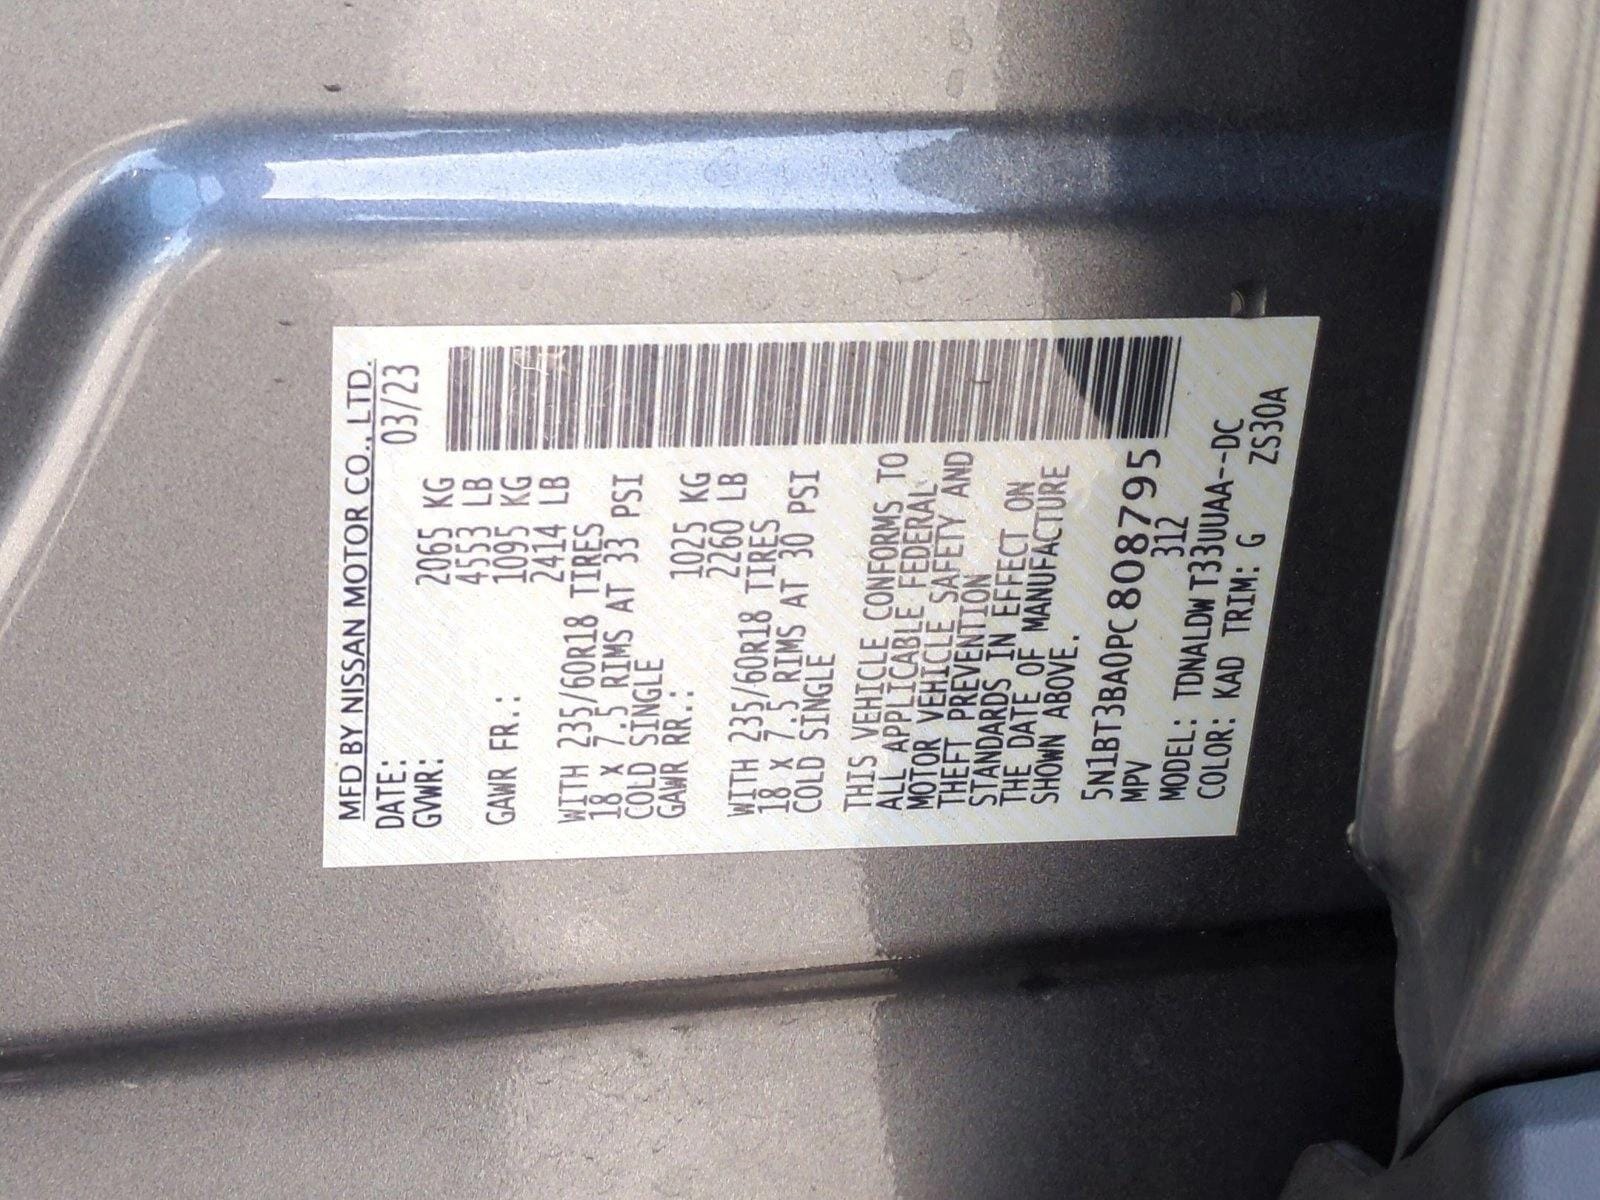 MFD BY NISSAN MOTOR CO., LTD.
DATE: 03/23
GVWR: 2065 KG
4553 LB
GAWR FR.: 1095 KG
2414 LB
WITH 235/60R18 TIRES
18 X 7.5 RIMS AT 33 PSI
COLD SINGLE
GAWR RR.: 1025 KG
2260 LB
WITH 235/60R18 TIRES
18 X 7.5 RIMS AT 30 PSI
COLD SINGLE
THIS VEHICLE CONFORMS TO
ALL APPLICABLE FEDERAL
MOTOR VEHICLE SAFETY AND
THEFT PREVENTION
STANDARDS IN EFFECT ON
THE DATE OF MANUFACTURE
SHOWN ABOVE.
5N1BT3BA0PC808795
MPV 312
MODEL: TDNALDW T33UUAA--DC
COLOR: KAD TRIM: G ZS30A